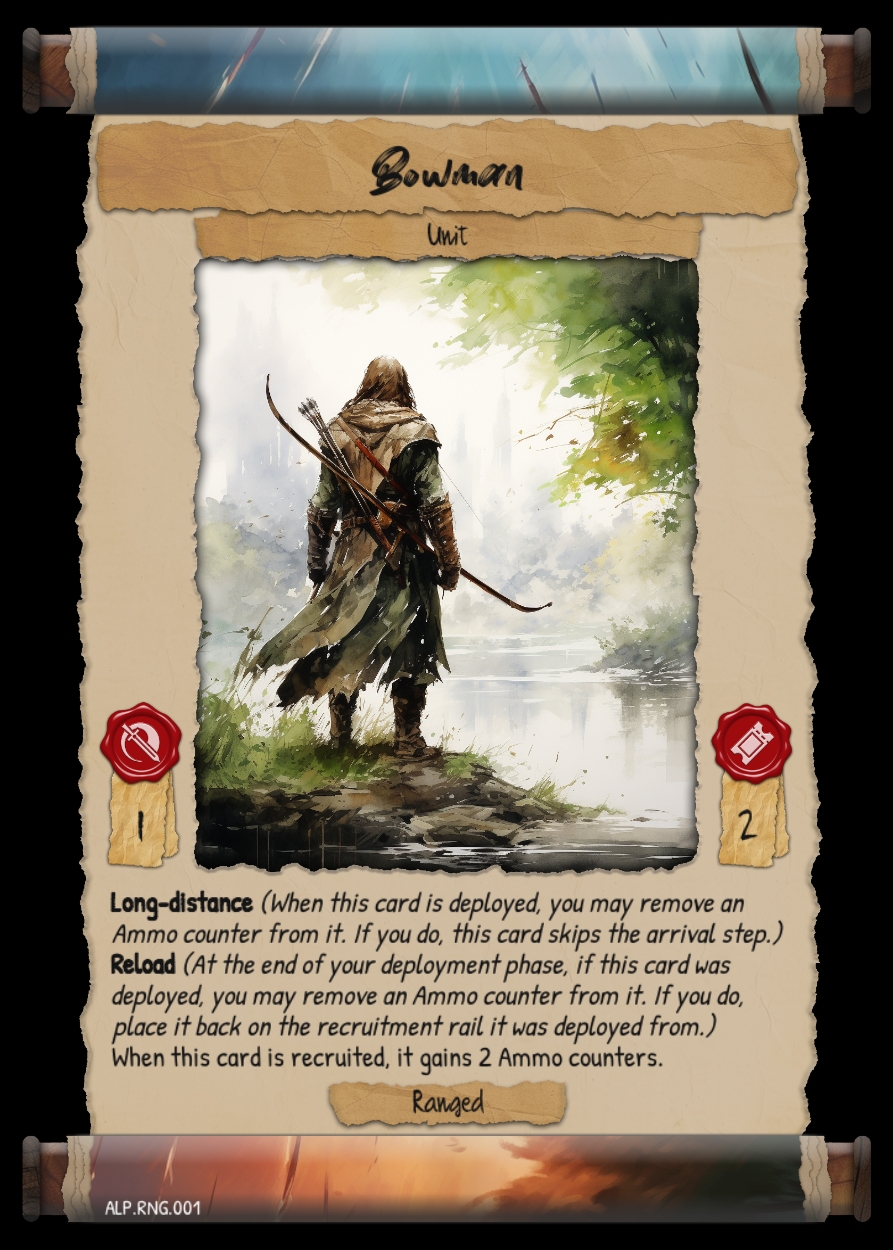 Bowman
Unit
1
2
Long-distance (When this card is deployed, you may remove an
Ammo counter from it. If you do, this card skips the arrival step.)
Reload (At the end of your deployment phase, if this card was
deployed, you may remove an Ammo counter from it. If you do,
place it back on the recruitment rail it was deployed from.)
When this card is recruited, it gains 2 Ammo counters.
Ranged
ALP.RNG.001